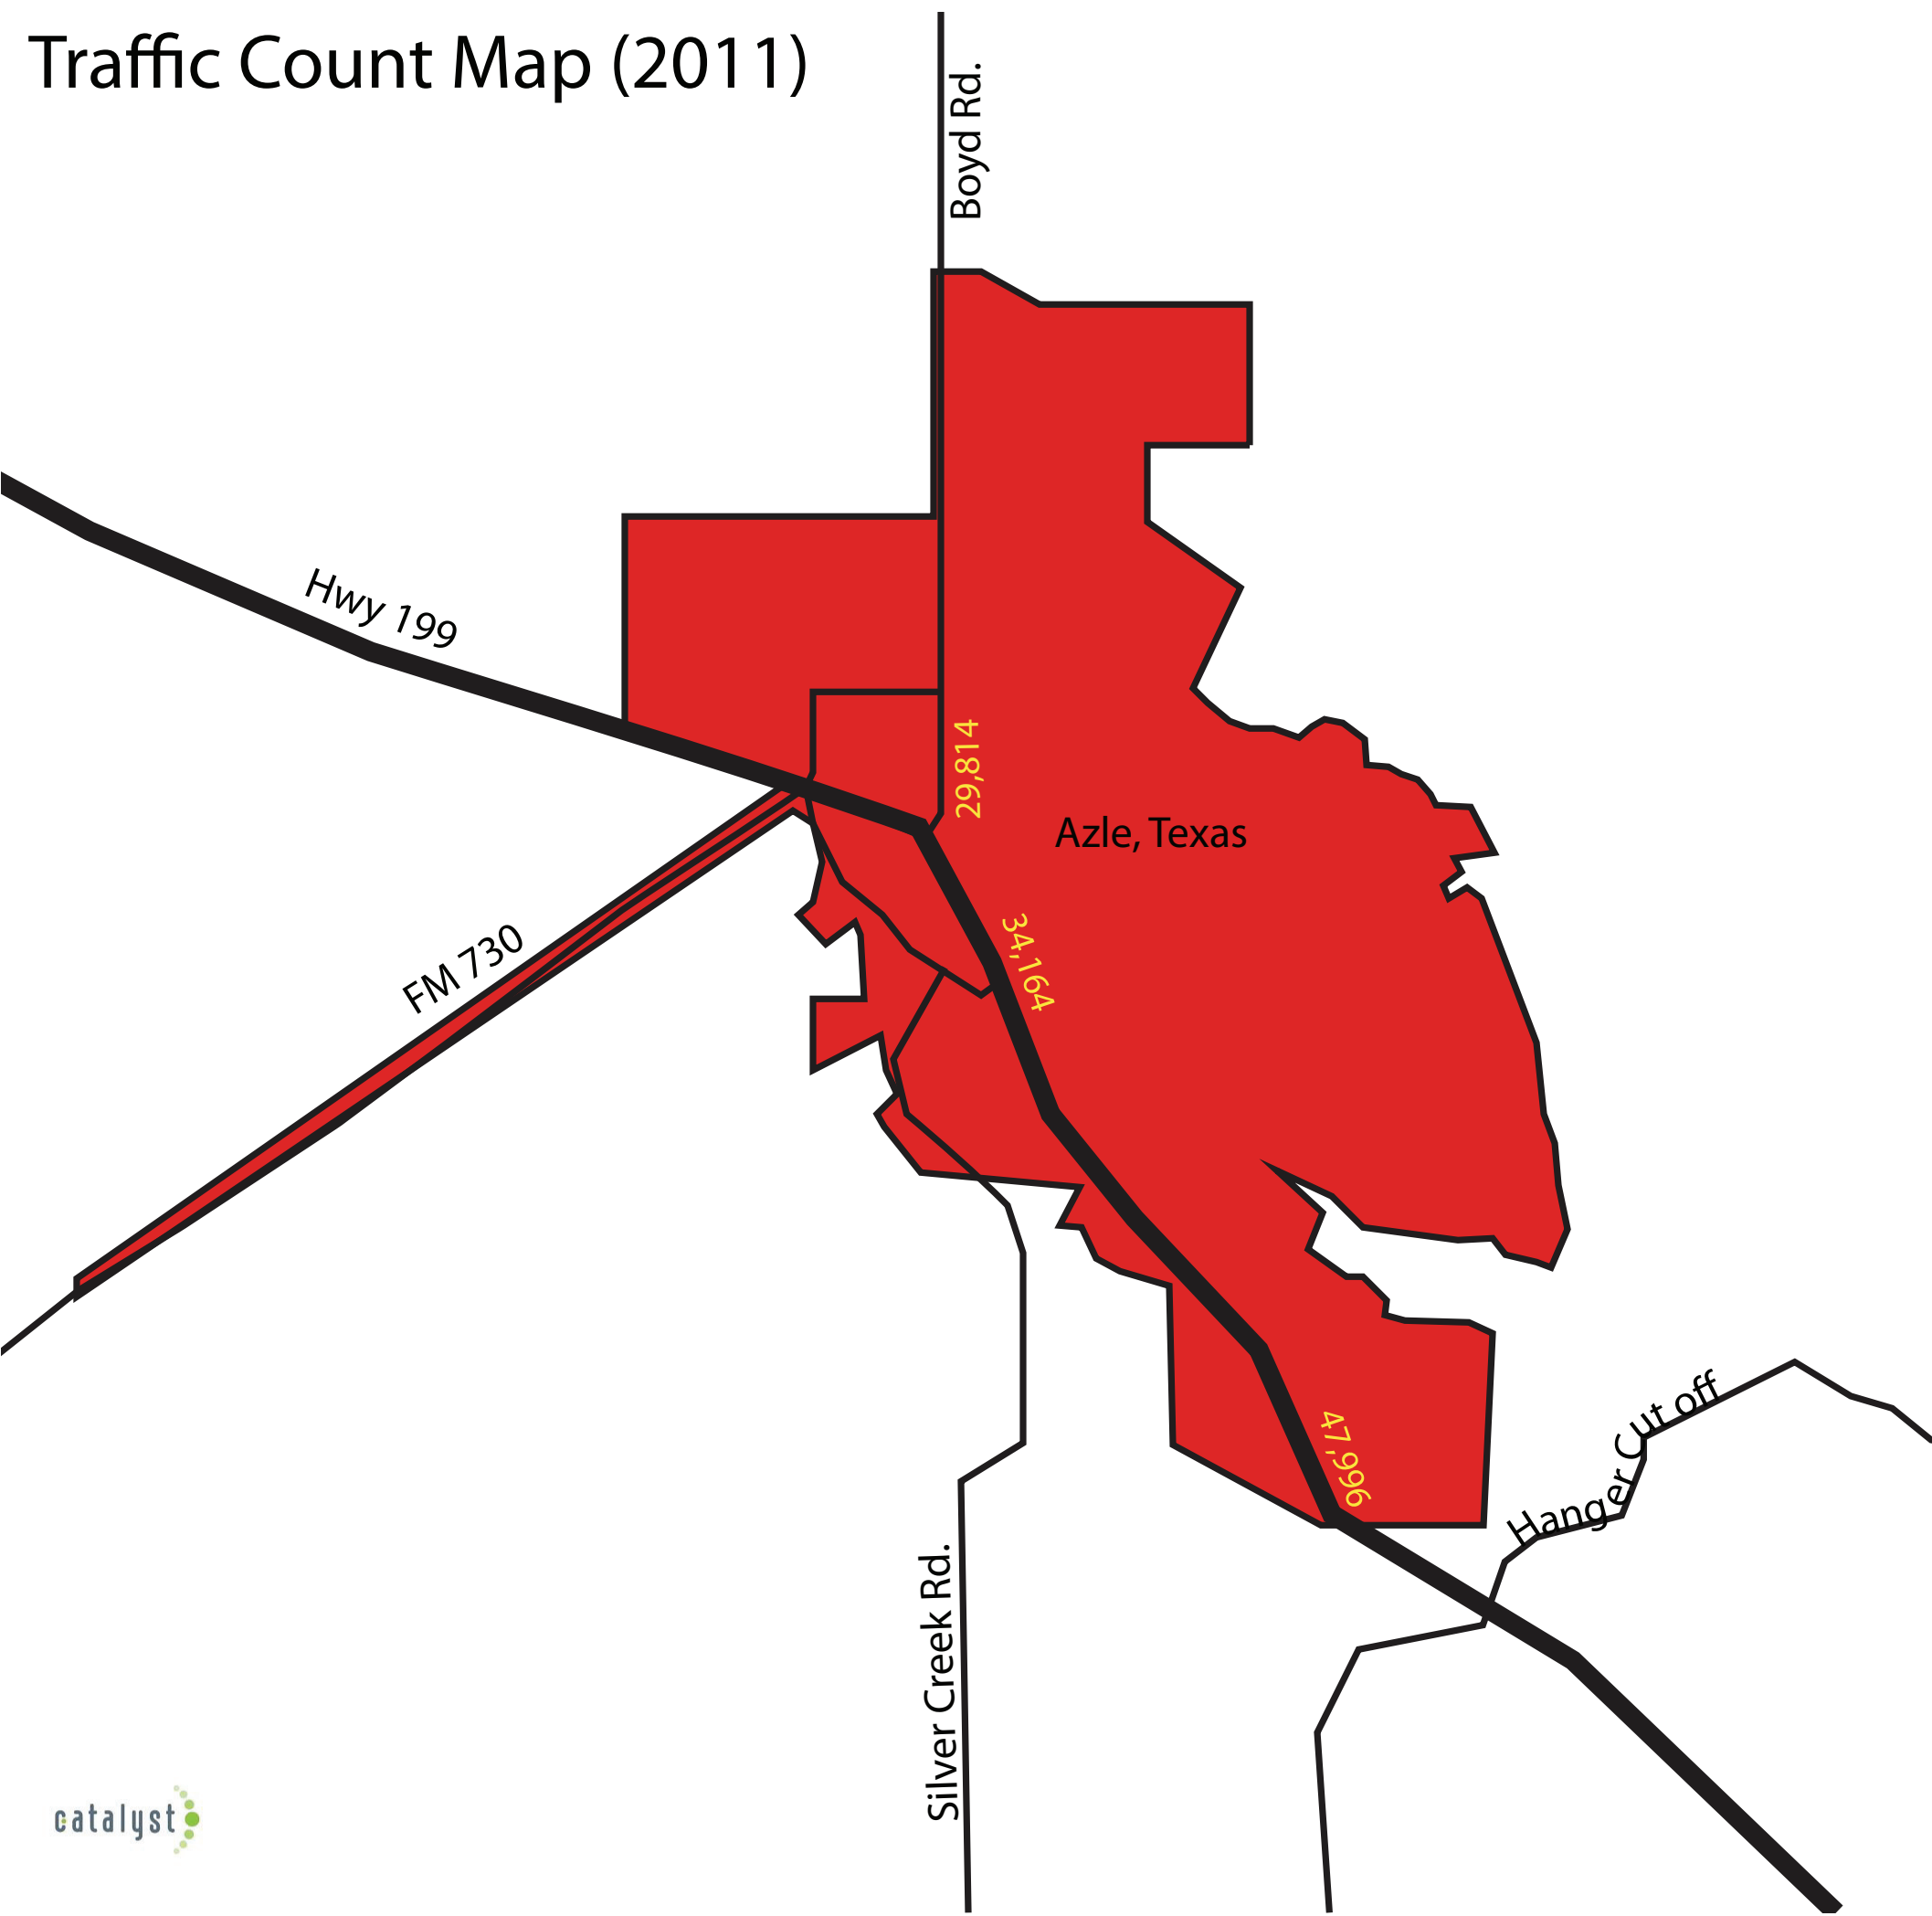 Traffic Count Map (2011)
Boyd Rd.
Hwy 199
29,814
Azle, Texas
34,164
FM 730
47,996
Hanger Cut off
Silver Creek Rd.
catalyst